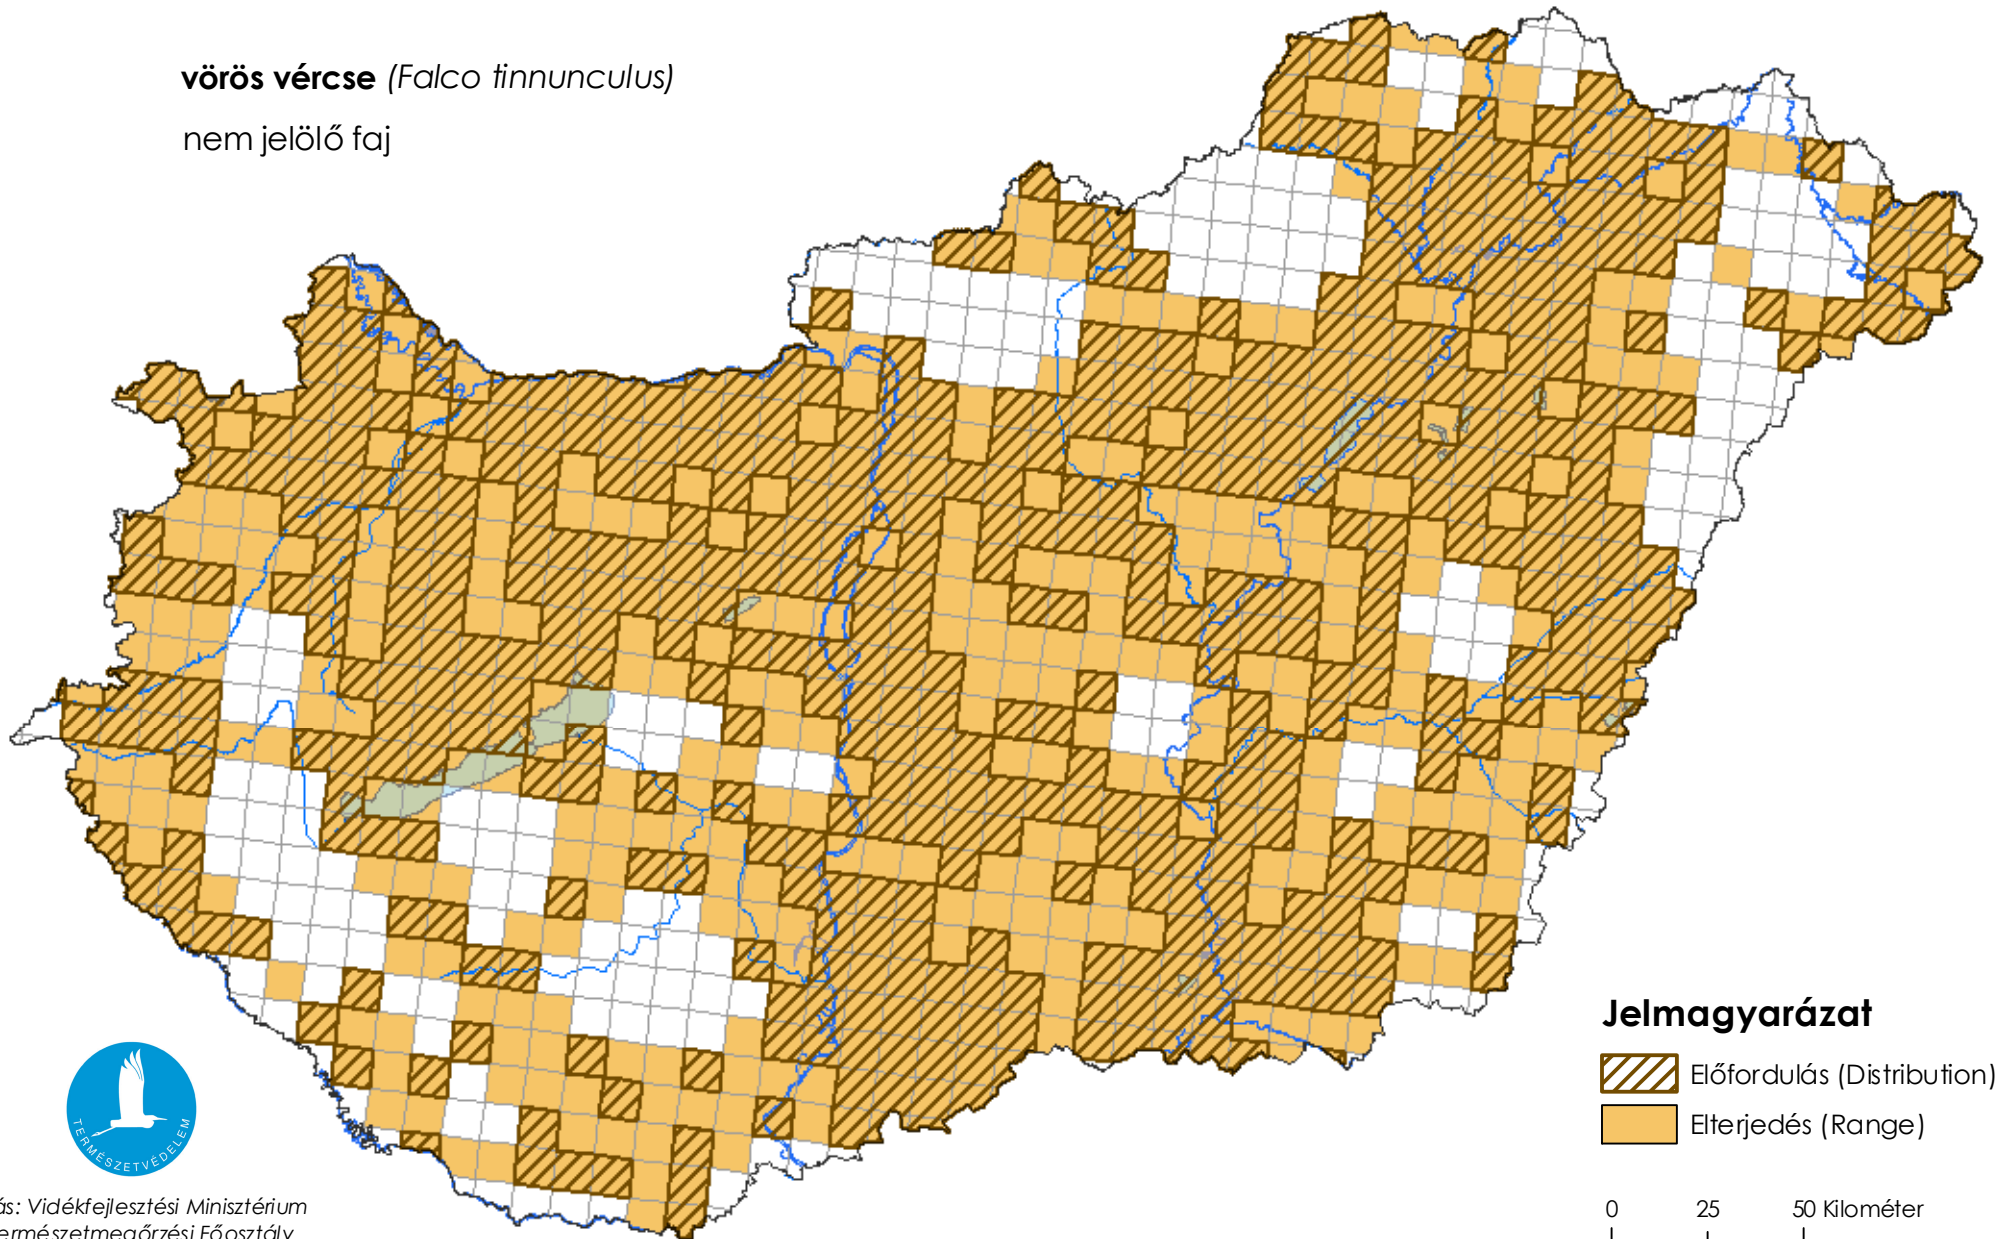 vörös vércse (Falco tinnunculus)
nem jelölő faj
Jelmagyarázat
Előfordulás (Distribution)
Elterjedés (Range)
0 25 50 Kilométer
TERMÉSZETVÉDELEM
: Vidékfejlesztési Minisztérium
Főosztály